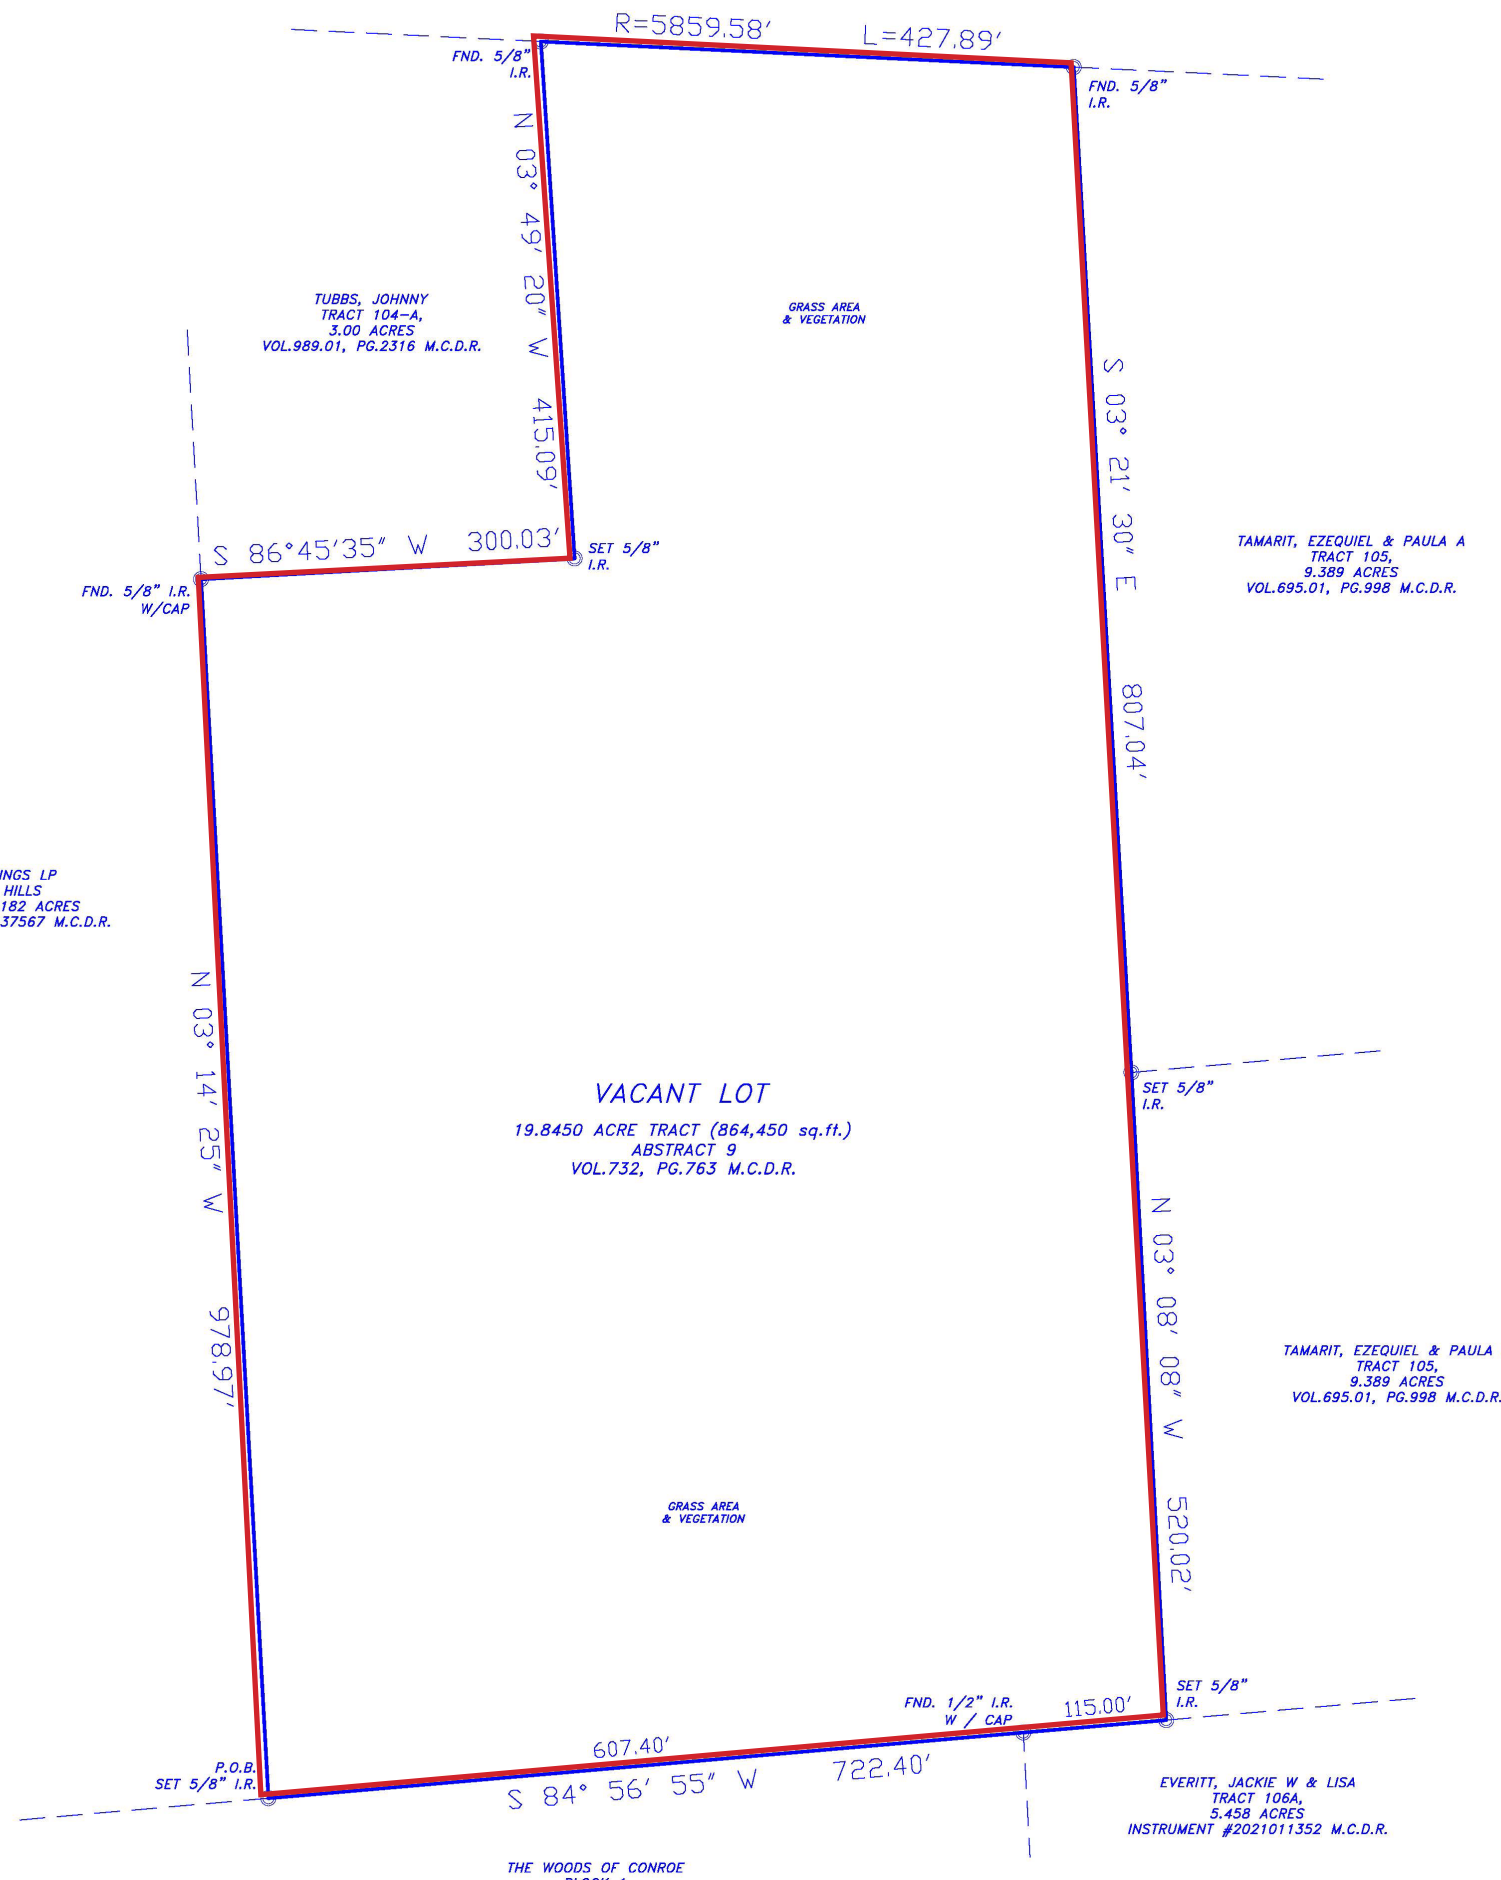 R=5859.58' L=427.89'
FND. 5/8"
I.R.
FND. 5/8"
I.R.
N 03° 49' 20" W 415.09'
TUBBS, JOHNNY
TRACT 104-A,
3.00 ACRES
VOL.989.01, PG.2316 M.C.D.R.
GRASS AREA
& VEGETATION
S 03° 21' 30" E 807.04'
S 86°45'35" W 300.03'
SET 5/8"
I.R.
FND. 5/8" I.R.
W/CAP
TAMARIT, EZEQUIEL & PAULA A
TRACT 105,
9.389 ACRES
VOL.695.01, PG.998 M.C.D.R.
INGS LP
HILLS
182 ACRES
37567 M.C.D.R.
N 03° 14' 25" W 978.97'
VACANT LOT
19.8450 ACRE TRACT (864,450 sq.ft.)
ABSTRACT 9
VOL.732, PG.763 M.C.D.R.
SET 5/8"
I.R.
N 03° 08' 08" W 520.02'
TAMARIT, EZEQUIEL & PAULA
TRACT 105,
9.389 ACRES
VOL.695.01, PG.998 M.C.D.R.
GRASS AREA
& VEGETATION
FND. 1/2" I.R.
W / CAP
115.00'
SET 5/8"
I.R.
607.40'
P.O.B.
SET 5/8" I.R.
S 84° 56' 55" W 722.40'
EVERITT, JACKIE W & LISA
TRACT 106A,
5.458 ACRES
INSTRUMENT #2021011352 M.C.D.R.
THE WOODS OF CONROE